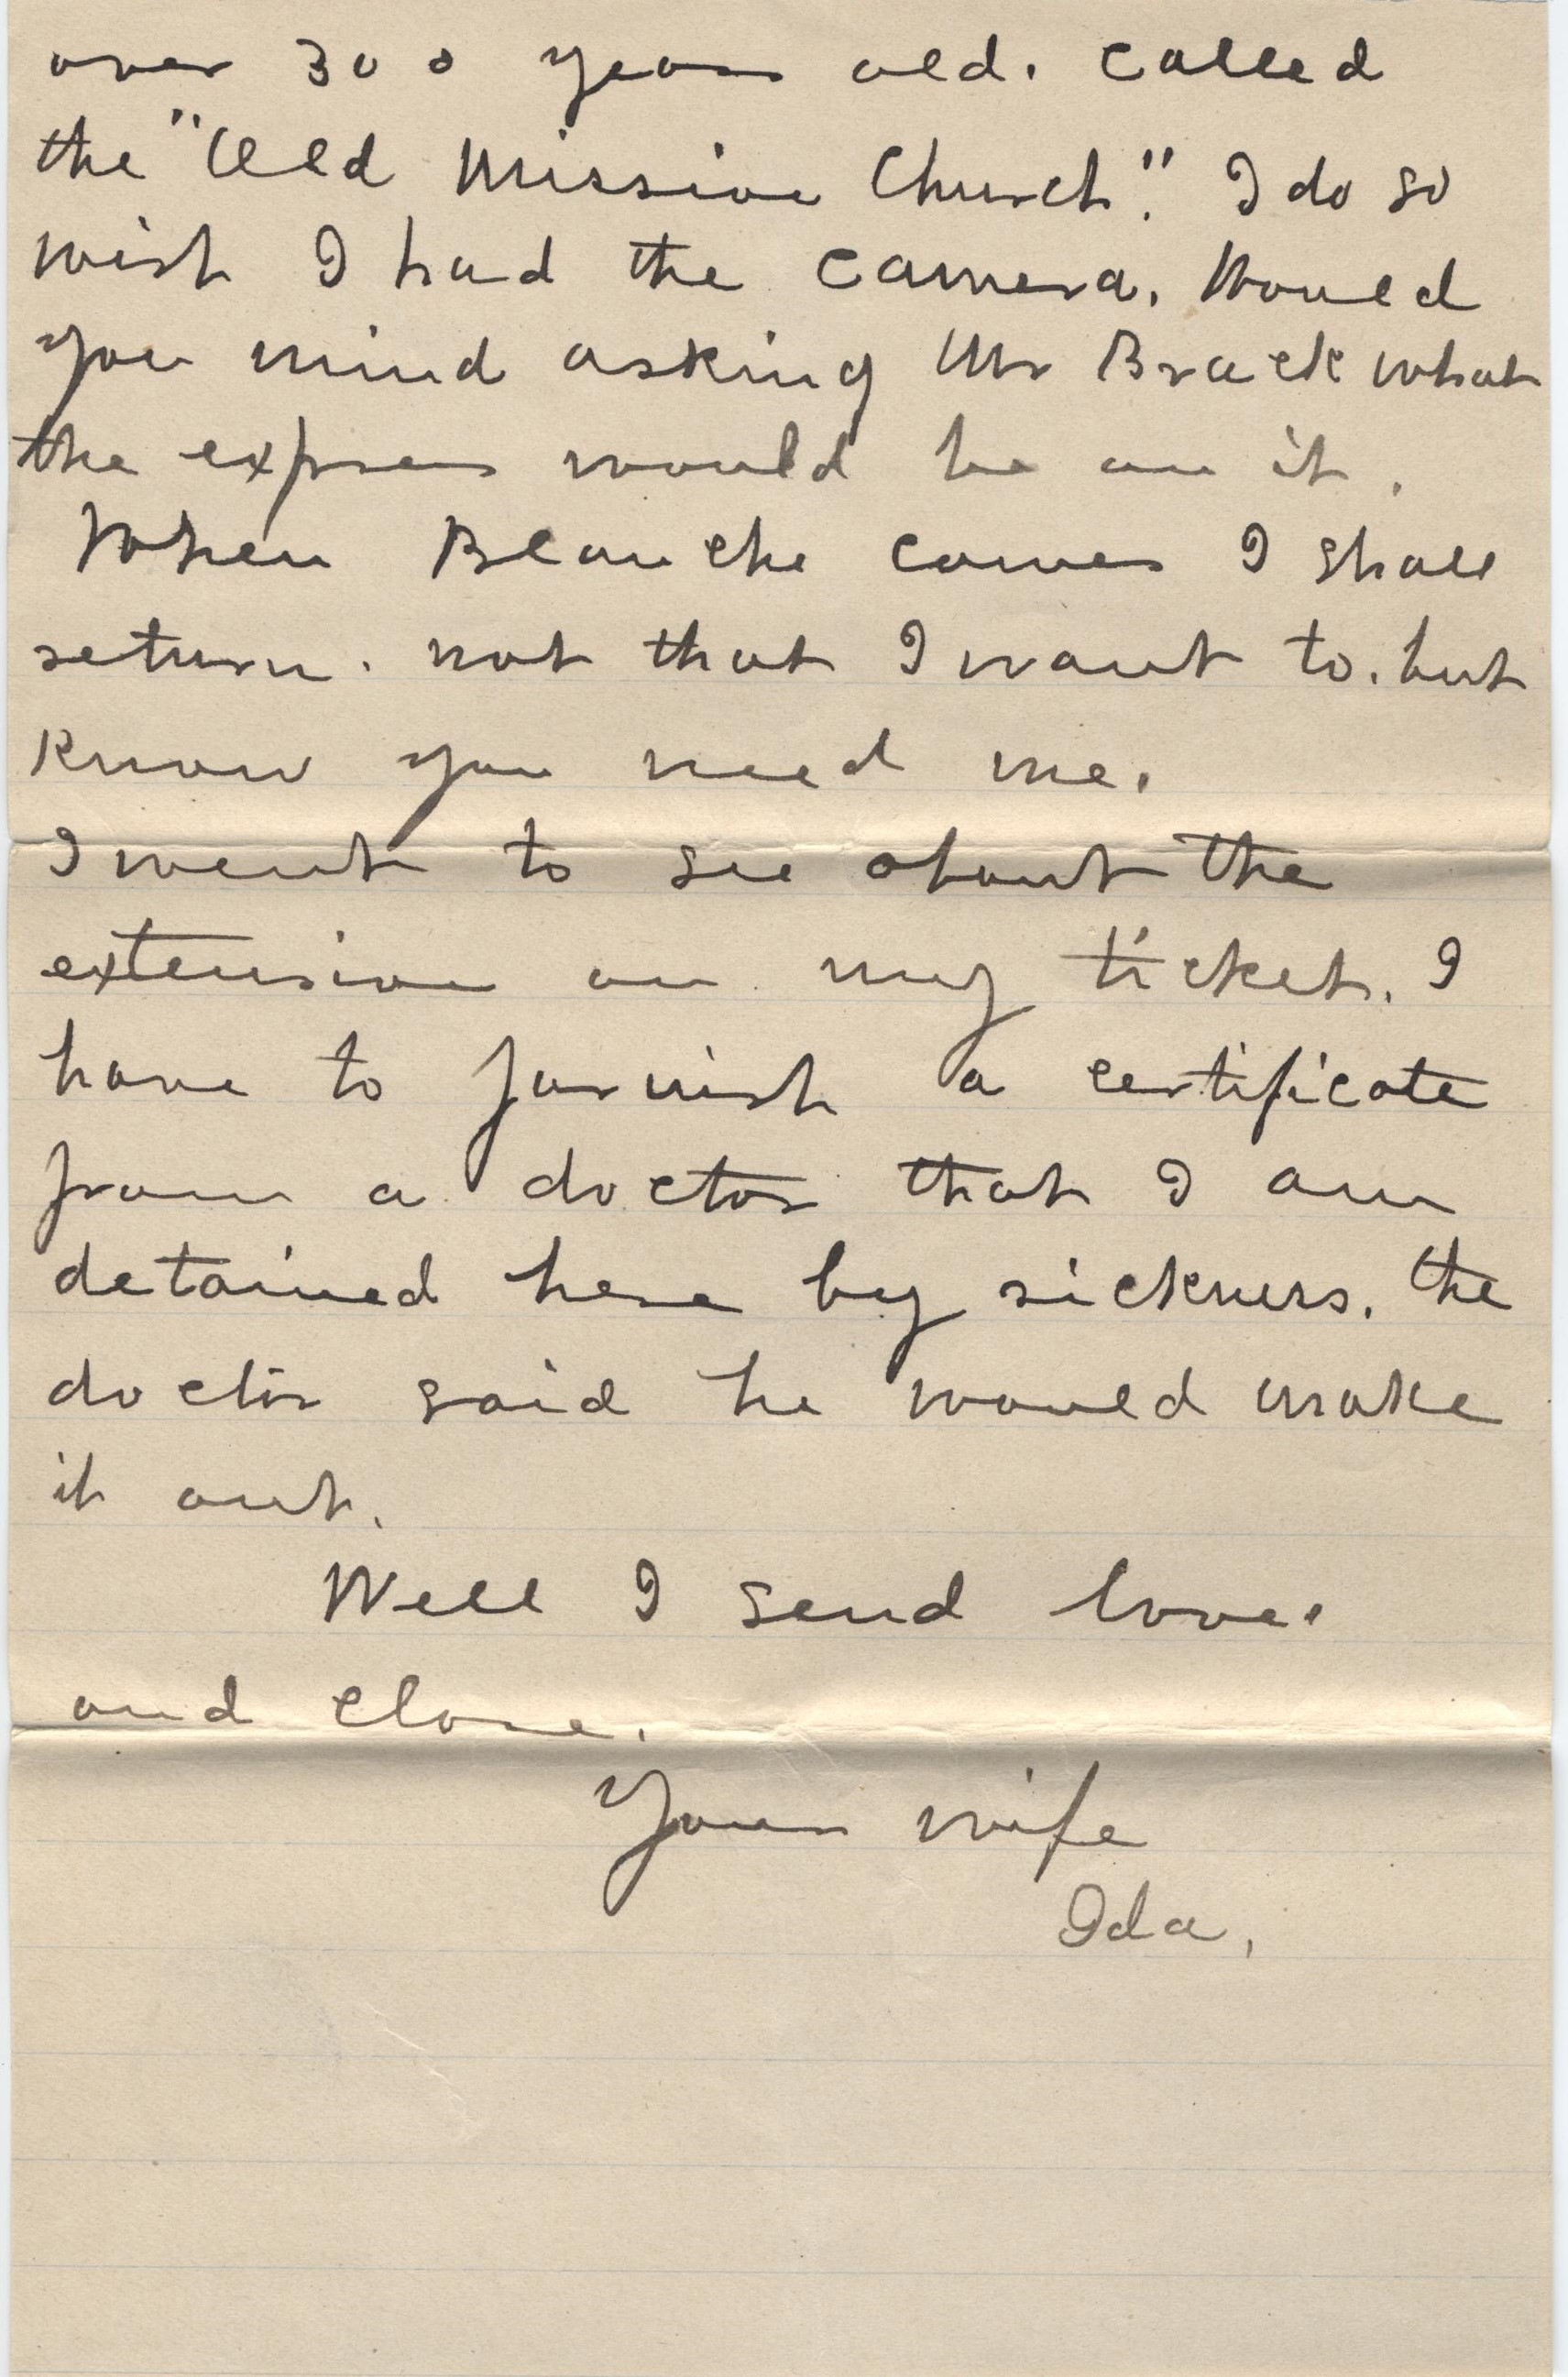 over 300 years old. called
the "Old Mission Church". I do so
wish I had the camera. Would
you mind asking Mr Brack what
the express would be on it.
When Blanche comes I shall
return. not that I want to. but
know you need me.
I went to see about the
extension on my ticket. I
have to furnish a certificate
from a doctor that I am
detained here by sickness. the
doctor said he would make
it out.
Well I send love.
and close.
Your wife
Ida.